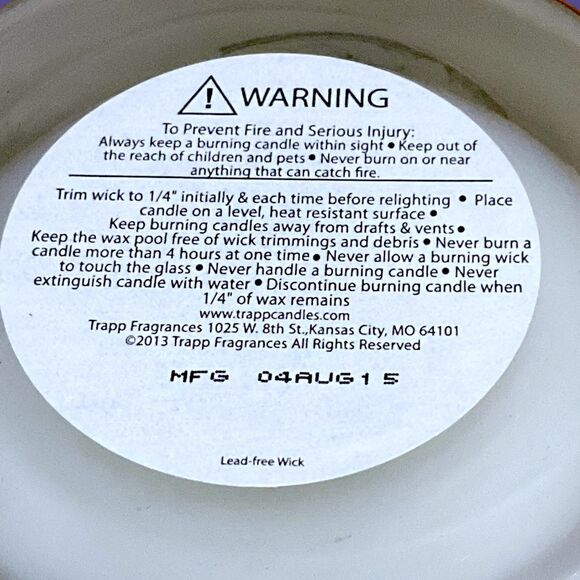 WARNING
To Prevent Fire and Serious Injury:
Always keep a burning candle within sight • Keep out of
the reach of children and pets • Never burn on or near
anything that can catch fire.
Trim wick to 1/4" initially & each time before relighting • Place
candle on a level, heat resistant surface •
Keep burning candles away from drafts & vents •
Keep the wax pool free of wick trimmings and debris • Never burn a
candle more than 4 hours at one time • Never allow a burning wick
to touch the glass • Never handle a burning candle • Never
extinguish candle with water • Discontinue burning candle when
1/4" of wax remains
www.trappcandles.com
Trapp Fragrances 1025 W. 8th St.,Kansas City, MO 64101
©2013 Trapp Fragrances All Rights Reserved
MFG 04AUG15
Lead-free Wick